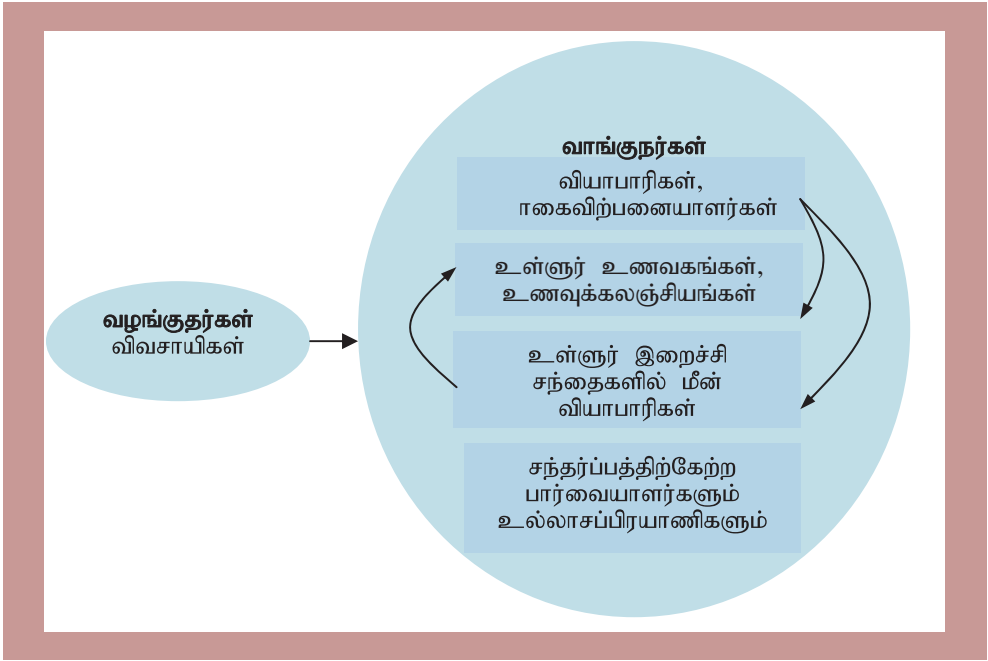 வாங்குநர்கள்
வியாபாரிகள்,
ாகைவிற்பனையாளர்கள்
உள்ளுர் உணவகங்கள்,
உணவுக்கலஞ்சியங்கள்
வழங்குதர்கள்
விவசாயிகள்
உள்ளுர் இறைச்சி
சந்தைகளில் மீன்
வியாபாரிகள்
சந்தர்ப்பத்திற்கேற்ற
பார்வையாளர்களும்
உல்லாசப்பிரயாணிகளும்